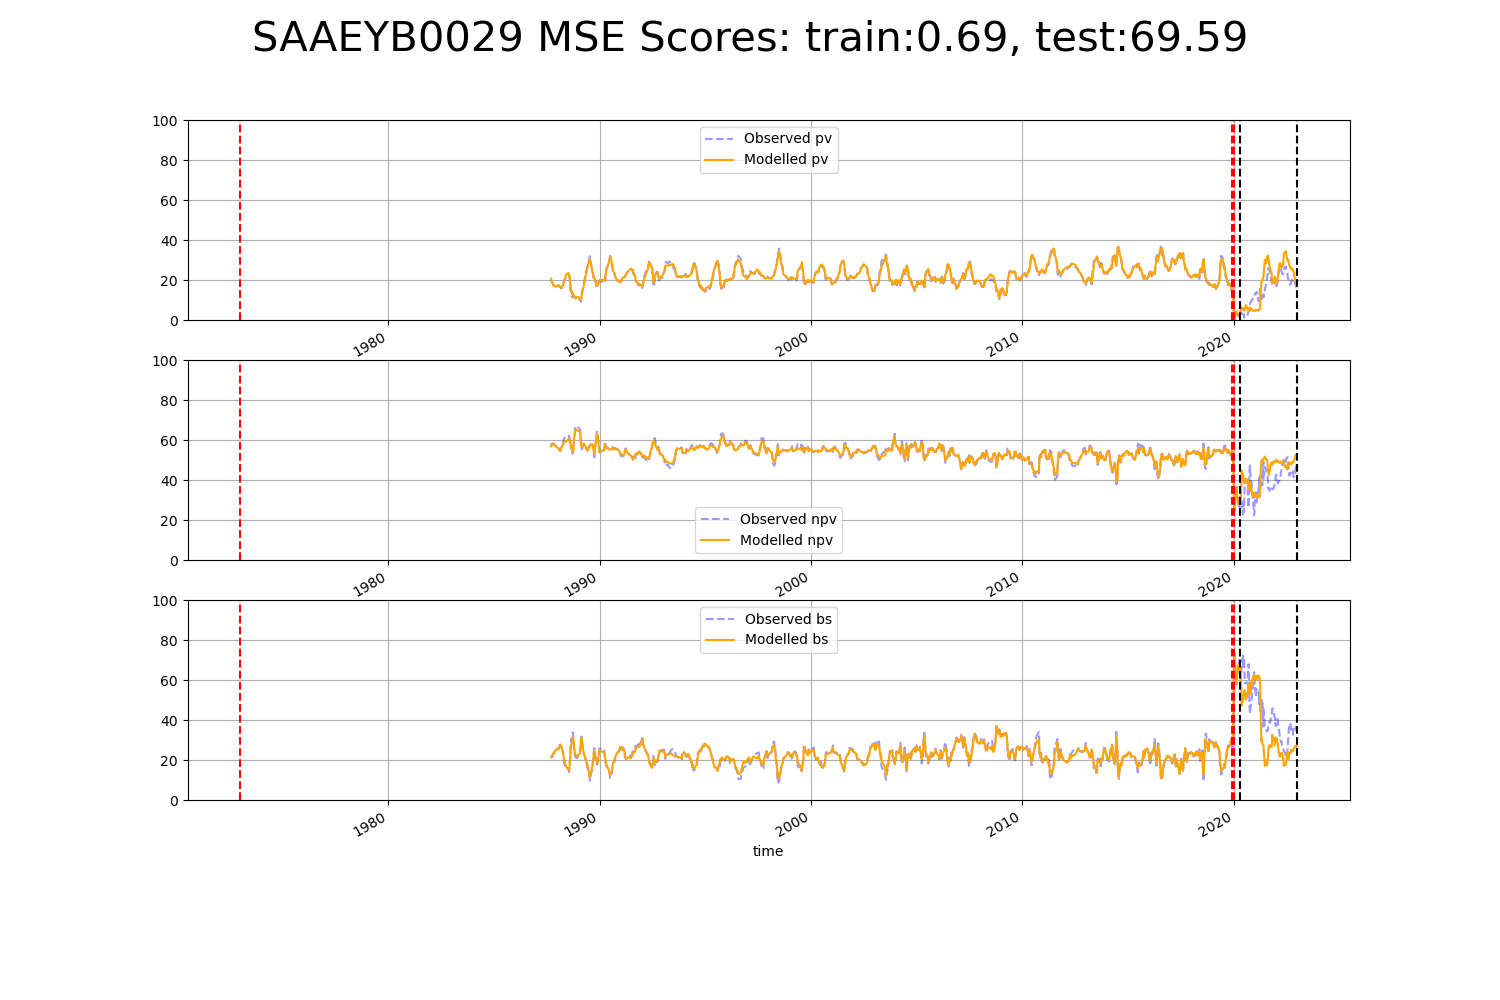 SAAEYB0029 MSE Scores: train:0.69, test:69.59
100
80
60
40
20
0
Observed pv
Modelled pv
1980 1990 2000 2010 2020
100
80
60
40
20
0
Observed npv
Modelled npv
1980 1990 2000 2010 2020
100
80
60
40
20
0
Observed bs
Modelled bs
1980 1990 2000 2010 2020
time